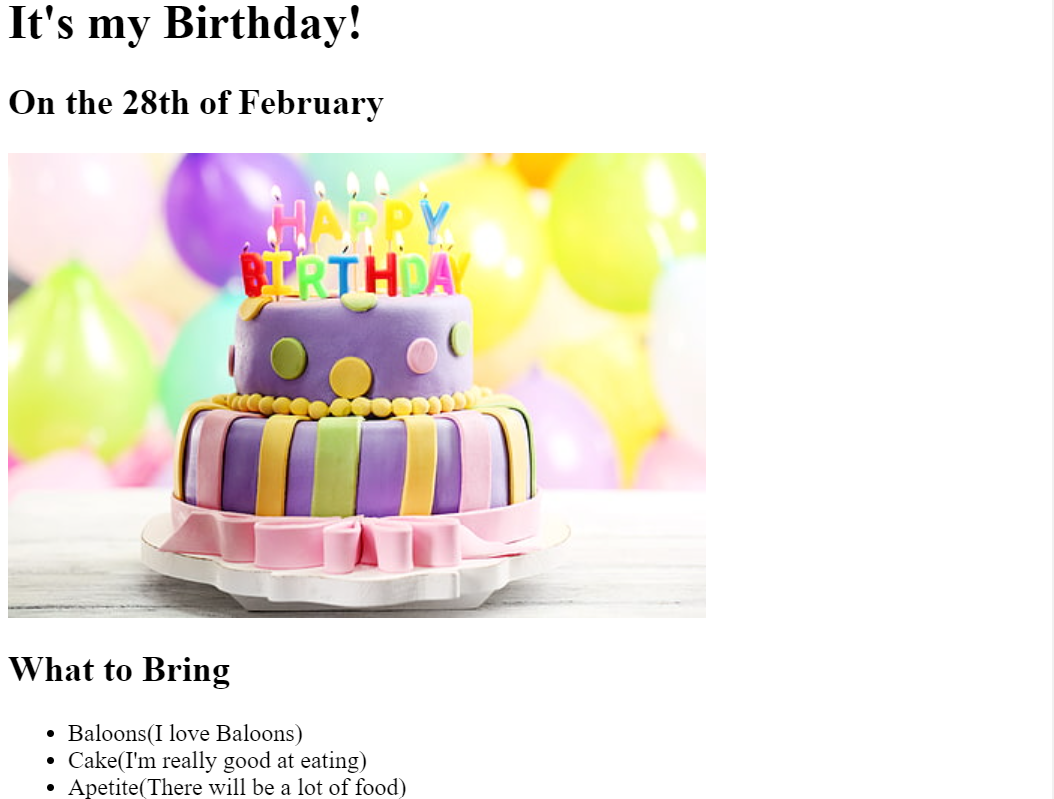 It's my Birthday!
On the 28th of February
HAPPY
BIRTHDAY
What to Bring
Baloons(I love Baloons)
Cake(I'm really good at eating)
Apetite(There will be a lot of food)